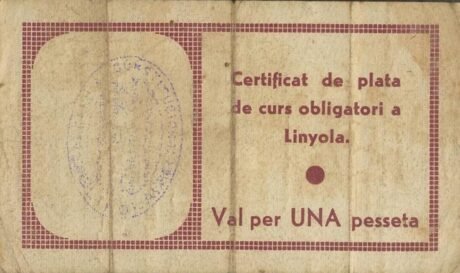 Certificat de plata
de curs obligatori a
Linyola.
Val per UNA pesseta